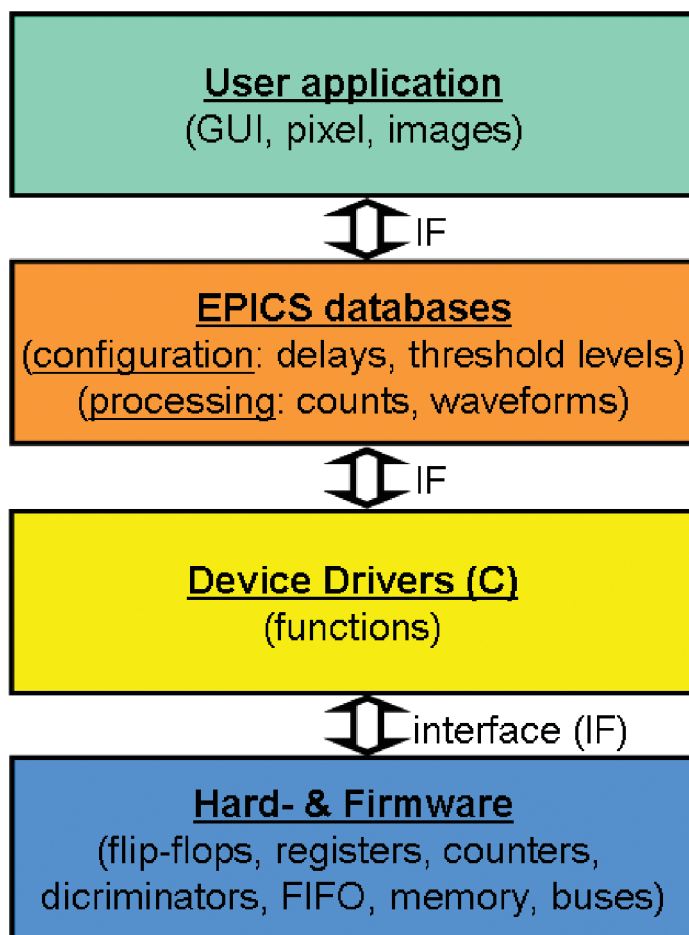 User application
(GUI, pixel, images)
IF
EPICS databases
(configuration: delays, threshold levels)
(processing: counts, waveforms)
IF
Device Drivers (C)
(functions)
interface (IF)
Hard- & Firmware
(flip-flops, registers, counters,
dicriminators, FIFO, memory, buses)